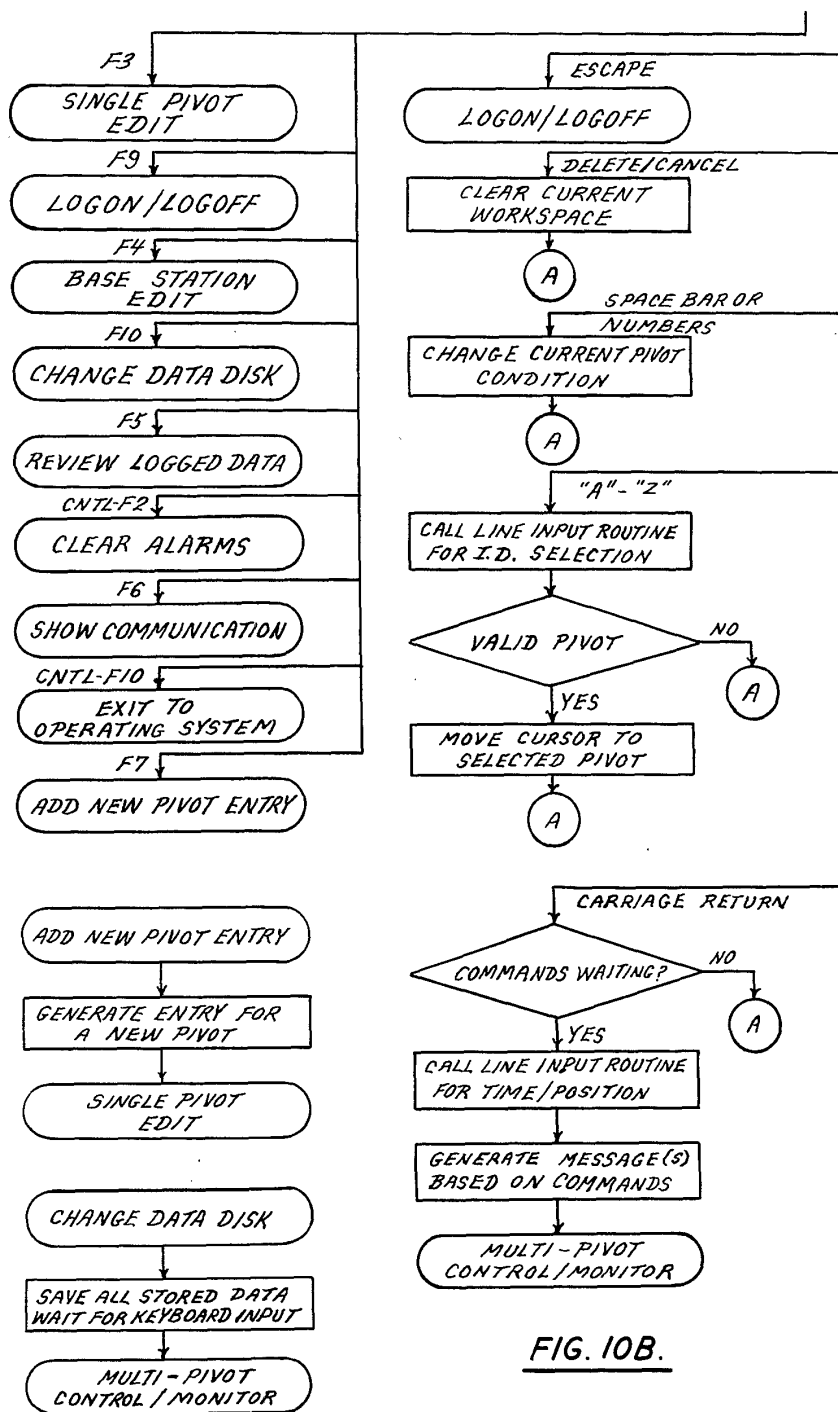 F3
SINGLE PIVOT
EDIT
F9
LOGON/LOGOFF
F4
BASE STATION
EDIT
F10
CHANGE DATA DISK
F5
REVIEW LOGGED DATA
CNTL-F2
CLEAR ALARMS
F6
SHOW COMMUNICATION
CNTL-F10
EXIT TO
OPERATING SYSTEM
F7
ADD NEW PIVOT ENTRY
ADD NEW PIVOT ENTRY
GENERATE ENTRY FOR
A NEW PIVOT
SINGLE PIVOT
EDIT
CHANGE DATA DISK
SAVE ALL STORED DATA
WAIT FOR KEYBOARD INPUT
MULTI-PIVOT
CONTROL/MONITOR
ESCAPE
LOGON/LOGOFF
DELETE/CANCEL
CLEAR CURRENT
WORKSPACE
A
SPACE BAR OR
NUMBERS
CHANGE CURRENT PIVOT
CONDITION
A
"A"-"Z"
CALL LINE INPUT ROUTINE
FOR I.D. SELECTION
VALID PIVOT
NO
A
YES
MOVE CURSOR TO
SELECTED PIVOT
A
CARRIAGE RETURN
COMMANDS WAITING?
NO
A
YES
CALL LINE INPUT ROUTINE
FOR TIME/POSITION
GENERATE MESSAGE(S)
BASED ON COMMANDS
MULTI-PIVOT
CONTROL/MONITOR
FIG. 10B.